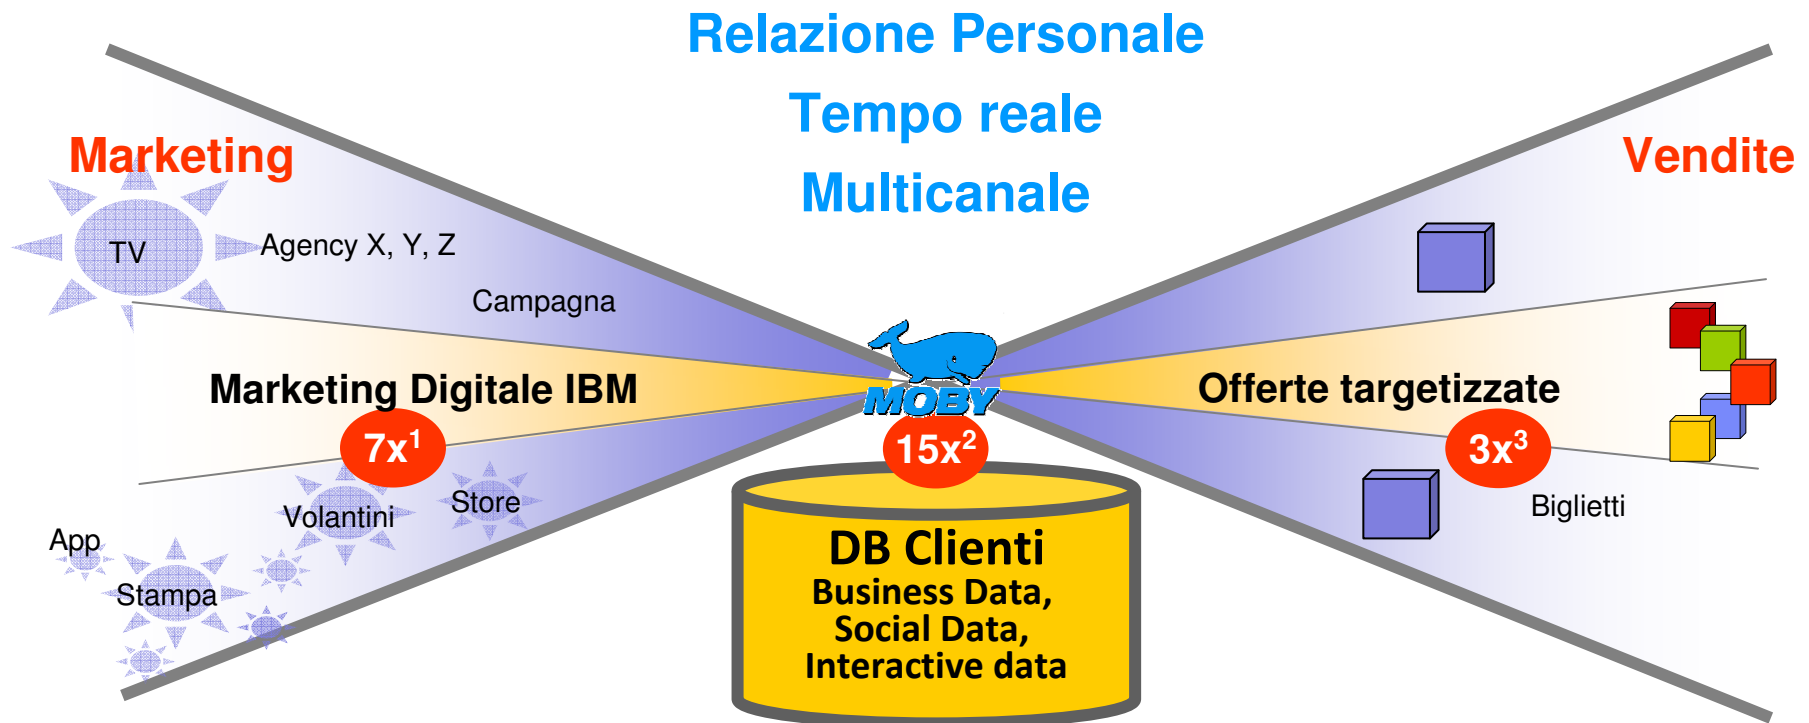 Relazione Personale
Tempo reale
Multicanale
Marketing
Vendite
TV
Agency X, Y, Z
Campagna
MOBY
Marketing Digitale IBM
Offerte targetizzate
7x¹
15x²
3x³
Volantini
Store
Biglietti
App
Stampa
DB Clienti
Business Data,
Social Data,
Interactive data